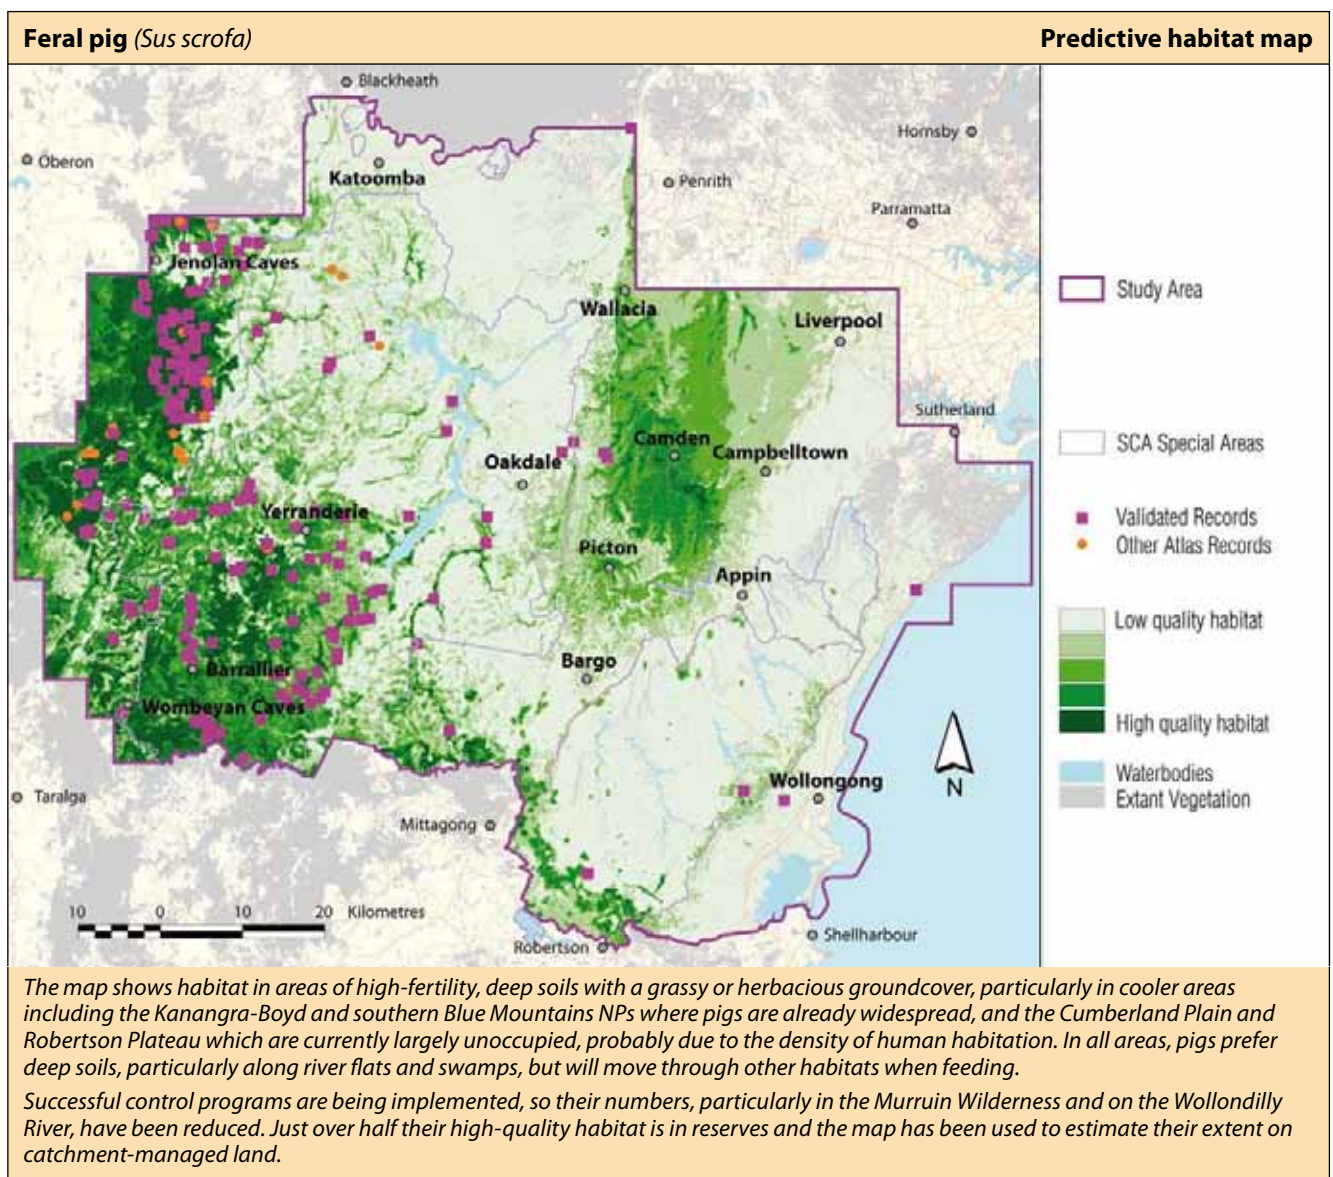 Feral pig (Sus scrofa)
Predictive habitat map
Blackheath
Hornsby
Oberon
Katoomba
Penrith
Parramatta
Jenolan Caves
Wallacia
Liverpool
Sutherland
Camden
Campbelltown
Oakdale
Yerranderie
Picton
Appin
Bargo
Barrallier
Wombeyan Caves
Wollongong
Taralga
Mittagong
Robertson
Shellharbour
10 0 10 20 Kilometres
N
Study Area
SCA Special Areas
Validated Records
Other Atlas Records
Low quality habitat
High quality habitat
Waterbodies
Extant Vegetation
The map shows habitat in areas of high-fertility, deep soils with a grassy or herbacious groundcover, particularly in cooler areas
including the Kanangra-Boyd and southern Blue Mountains NPs where pigs are already widespread, and the Cumberland Plain and
Robertson Plateau which are currently largely unoccupied, probably due to the density of human habitation. In all areas, pigs prefer
deep soils, particularly along river flats and swamps, but will move through other habitats when feeding.
Successful control programs are being implemented, so their numbers, particularly in the Murruin Wilderness and on the Wollondilly
River, have been reduced. Just over half their high-quality habitat is in reserves and the map has been used to estimate their extent on
catchment-managed land.